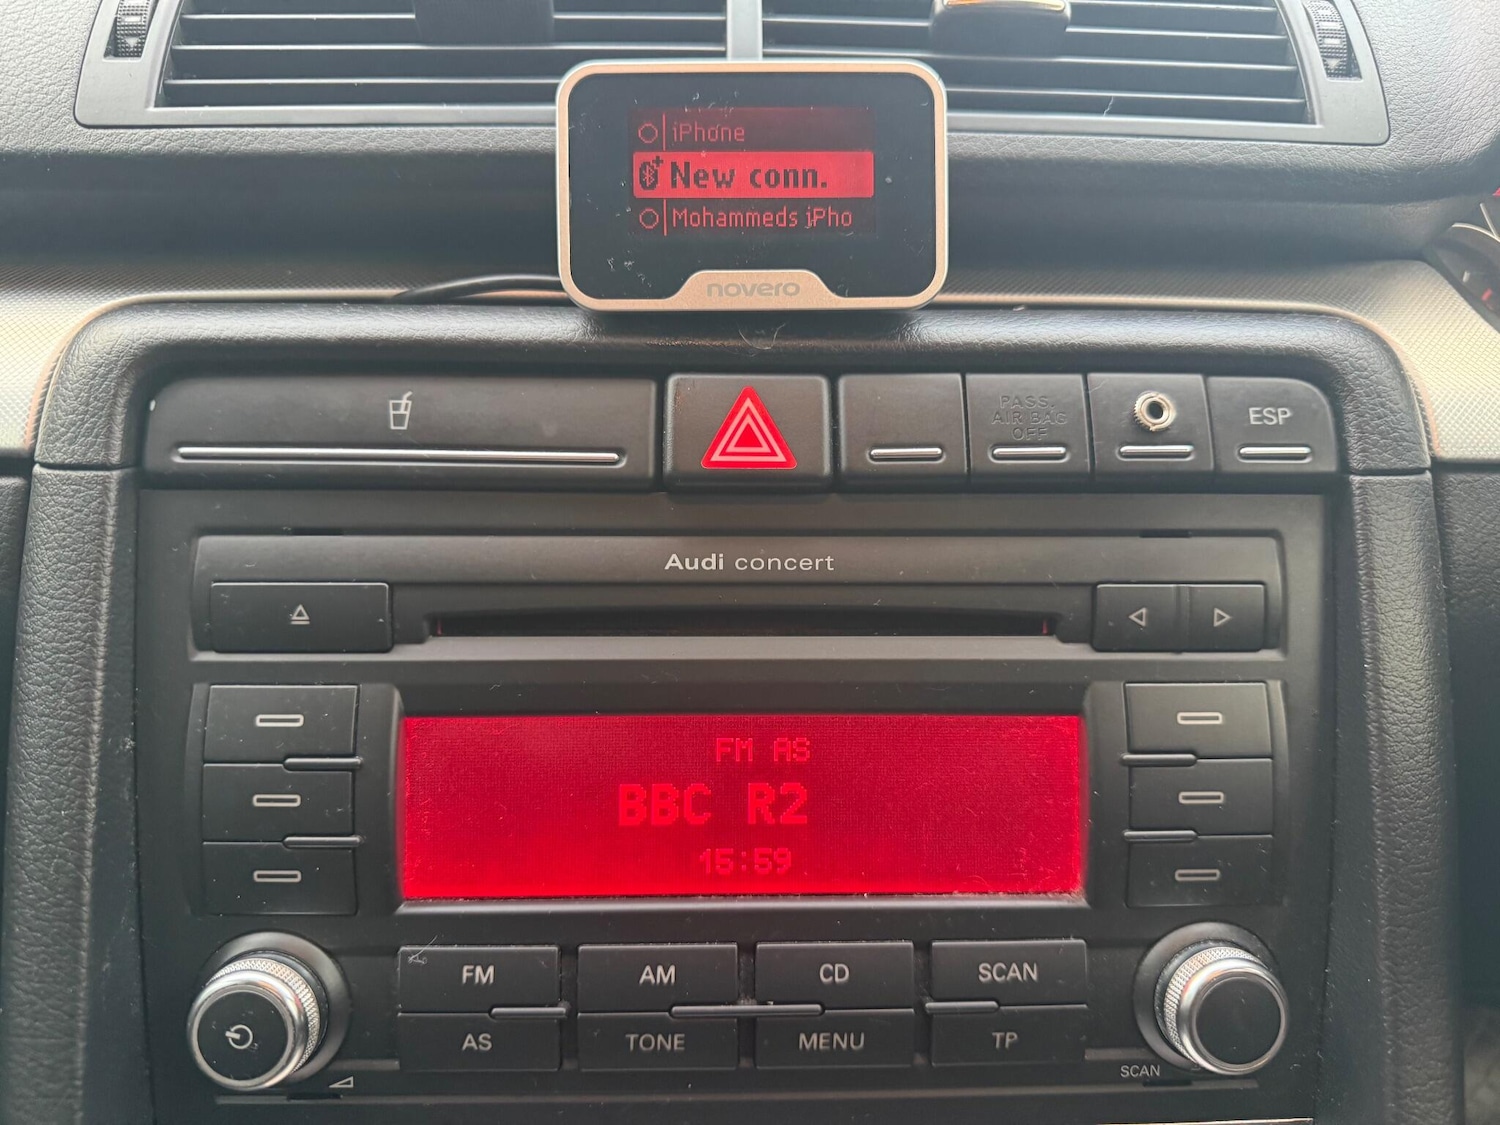 iPhone
New conn.
Mohammeds iPho
novero
PASS.
AIR BAG
OFF
ESP
Audi concert
FM AS
BBC R2
15:59
FM
AM
CD
SCAN
AS
TONE
MENU
TP
SCAN